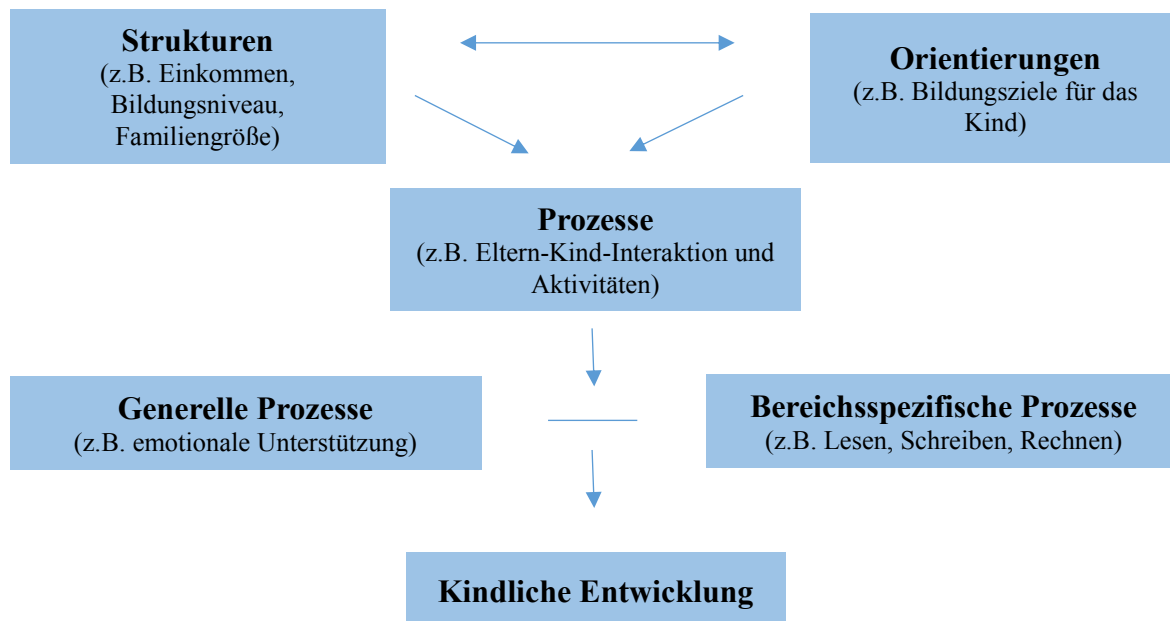 Strukturen
(z.B. Einkommen,
Bildungsniveau,
Familiengröße)
Orientierungen
(z.B. Bildungsziele für das
Kind)
Prozesse
(z.B. Eltern-Kind-Interaktion und
Aktivitäten)
Generelle Prozesse
(z.B. emotionale Unterstützung)
Bereichsspezifische Prozesse
(z.B. Lesen, Schreiben, Rechnen)
Kindliche Entwicklung